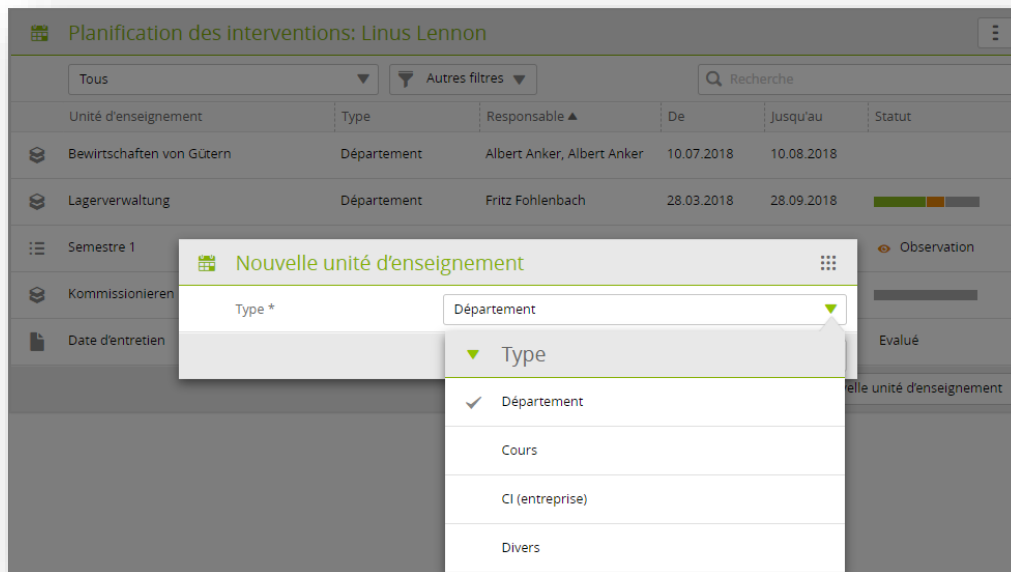 Planification des interventions: Linus Lennon
Tous Autres filtres Recherche
Unité d'enseignement Type Responsable De Jusqu'au Statut
Bewirtschaften von Gütern Département Albert Anker, Albert Anker 10.07.2018 10.08.2018
Lagerverwaltung Département Fritz Fohlenbach 28.03.2018 28.09.2018
Semestre 1 Observation
Nouvelle unité d'enseignement
Kommissionieren
Type * Département
Date d'entretien Evalué
Type
unité d'enseignement
Département
Cours
CI (entreprise)
Divers